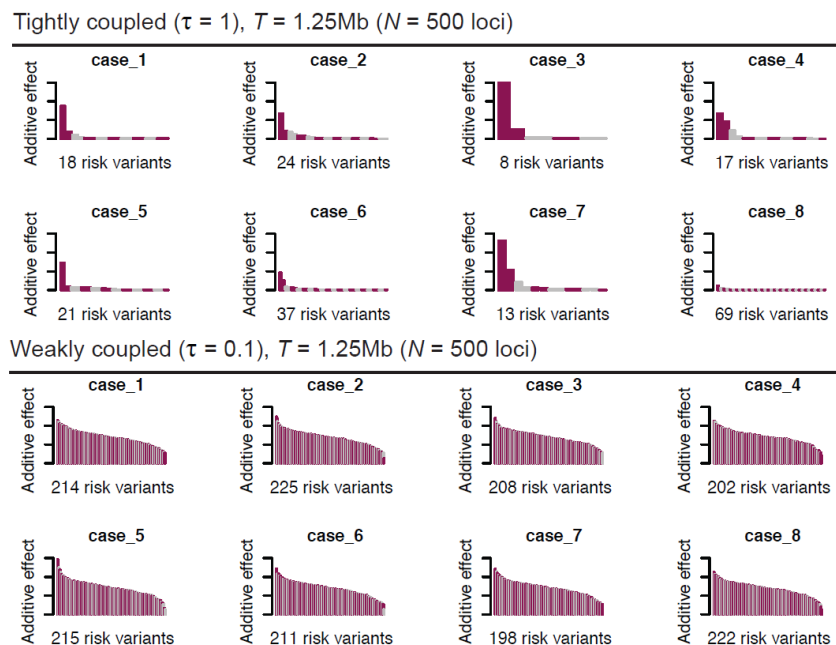 Tightly coupled (τ = 1), T = 1.25Mb (N = 500 loci)
case_1 case_2 case_3 case_4
Additive effect Additive effect Additive effect Additive effect
18 risk variants 24 risk variants 8 risk variants 17 risk variants
case_5 case_6 case_7 case_8
Additive effect Additive effect Additive effect Additive effect
21 risk variants 37 risk variants 13 risk variants 69 risk variants
Weakly coupled (τ = 0.1), T = 1.25Mb (N = 500 loci)
case_1 case_2 case_3 case_4
Additive effect Additive effect Additive effect Additive effect
214 risk variants 225 risk variants 208 risk variants 202 risk variants
case_5 case_6 case_7 case_8
Additive effect Additive effect Additive effect Additive effect
215 risk variants 211 risk variants 198 risk variants 222 risk variants